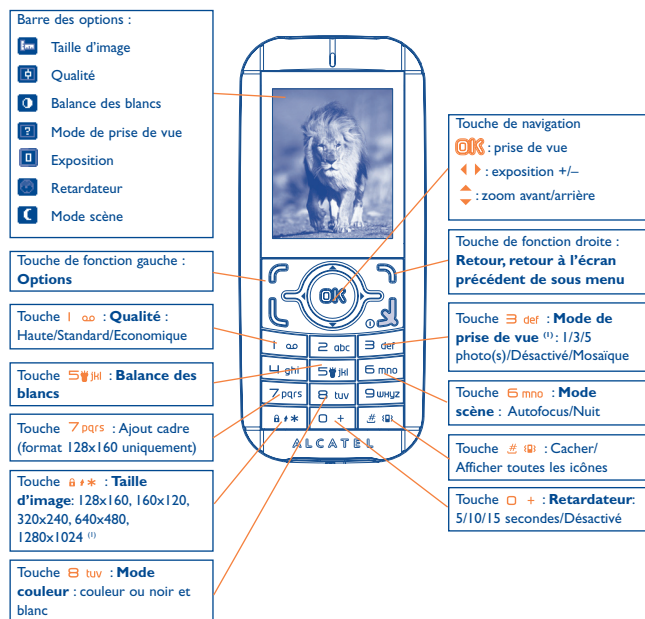 Barre des options :
Taille d'image
Qualité
Balance des blancs
Mode de prise de vue
Exposition
Retardateur
Mode scène
Touche de fonction gauche :
Options
Touche 1 : Qualité :
Haute/Standard/Economique
Touche 5 jkl : Balance des
blancs
Touche 7 pqrs : Ajout cadre
(format 128x160 uniquement)
Touche * : Taille
d'image: 128x160, 160x120,
320x240, 640x480,
1280x1024 (1)
Touche 8 tuv : Mode
couleur : couleur ou noir et
blanc
OK
1
2 abc
3 def
4 ghi
5 jkl
6 mno
7 pqrs
8 tuv
9 wxyz
*
0 +
#
ALCATEL
Touche de navigation
OK : prise de vue
: exposition +/–
: zoom avant/arrière
Touche de fonction droite :
Retour, retour à l'écran
précédent de sous menu
Touche 3 def : Mode de
prise de vue (1) : 1/3/5
photo(s)/Désactivé/Mosaïque
Touche 6 mno : Mode
scène : Autofocus/Nuit
Touche # : Cacher/
Afficher toutes les icônes
Touche 0 + : Retardateur:
5/10/15 secondes/Désactivé